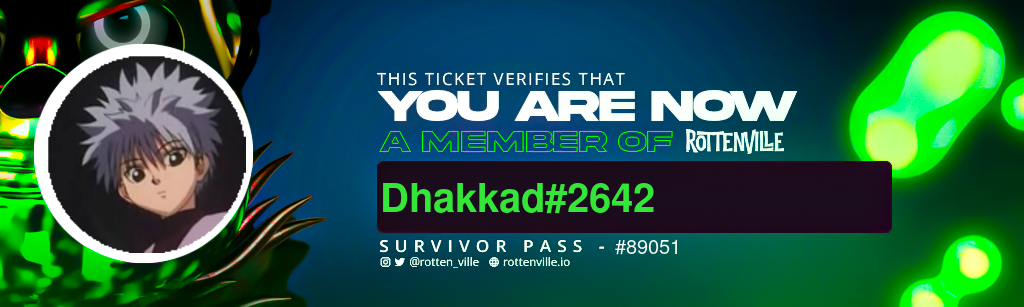 THIS TICKET VERIFIES THAT
YOU ARE NOW
A MEMBER OF ROTTENVILLE
Dhakkad#2642
SURVIVOR PASS - #89051
@rotten_ville rottenville.io